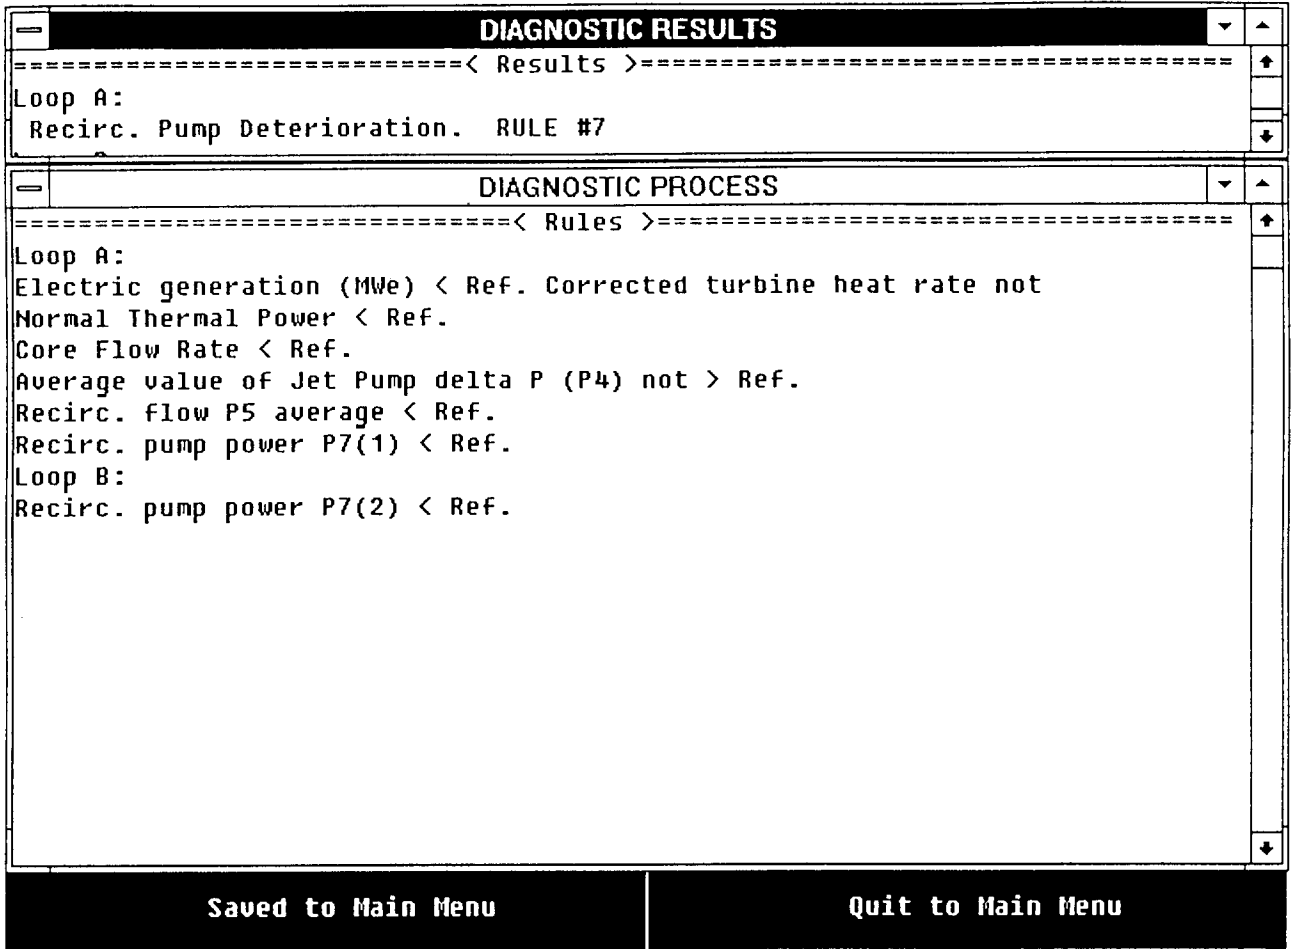 DIAGNOSTIC RESULTS
============================< Results >=====================================
Loop A:
Recirc. Pump Deterioration. RULE #7
DIAGNOSTIC PROCESS
===============================< Rules >====================================
Loop A:
Electric generation (MWe) < Ref. Corrected turbine heat rate not
Normal Thermal Power < Ref.
Core Flow Rate < Ref.
Average value of Jet Pump delta P (P4) not > Ref.
Recirc. flow P5 average < Ref.
Recirc. pump power P7(1) < Ref.
Loop B:
Recirc. pump power P7(2) < Ref.
Saved to Main Menu
Quit to Main Menu